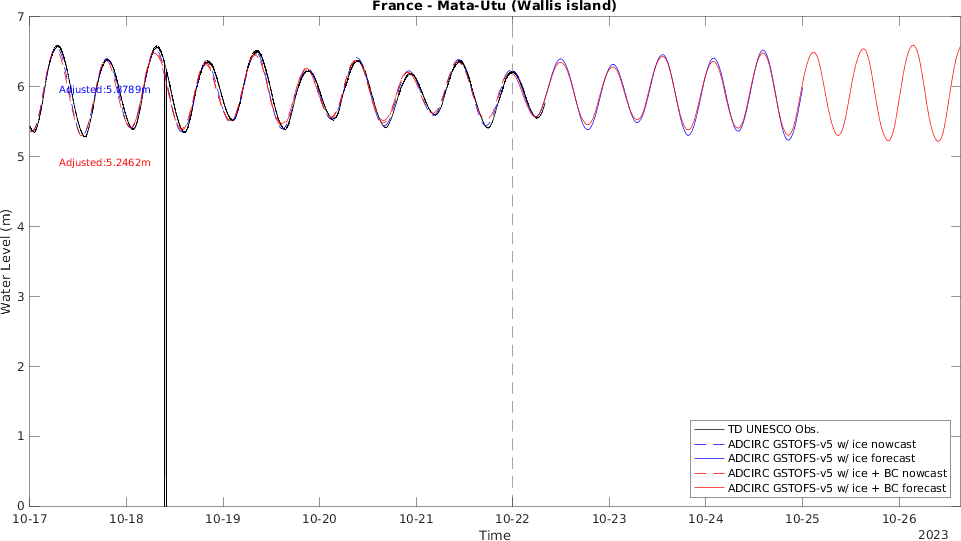 France - Mata-Utu (Wallis island)
7
6
5
4
3
2
1
0
Water Level (m)
Adjusted:5.8789m
Adjusted:5.2462m
TD UNESCO Obs.
ADCIRC GSTOFS-v5 w/ ice nowcast
ADCIRC GSTOFS-v5 w/ ice forecast
ADCIRC GSTOFS-v5 w/ ice + BC nowcast
ADCIRC GSTOFS-v5 w/ ice + BC forecast
10-17 10-18 10-19 10-20 10-21 10-22 10-23 10-24 10-25 10-26
Time
2023